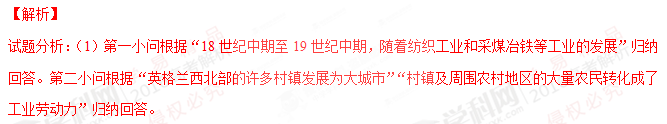 【解析】
试题分析：（1）第一小问根据“18 世纪中期至 19 世纪中期，随着纺织工业和采煤冶铁等工业的发展”归纳
回答。第二小问根据“英格兰西北部的许多村镇发展为大城市”“村镇及周围农村地区的大量农民转化成了
工业劳动力”归纳回答。